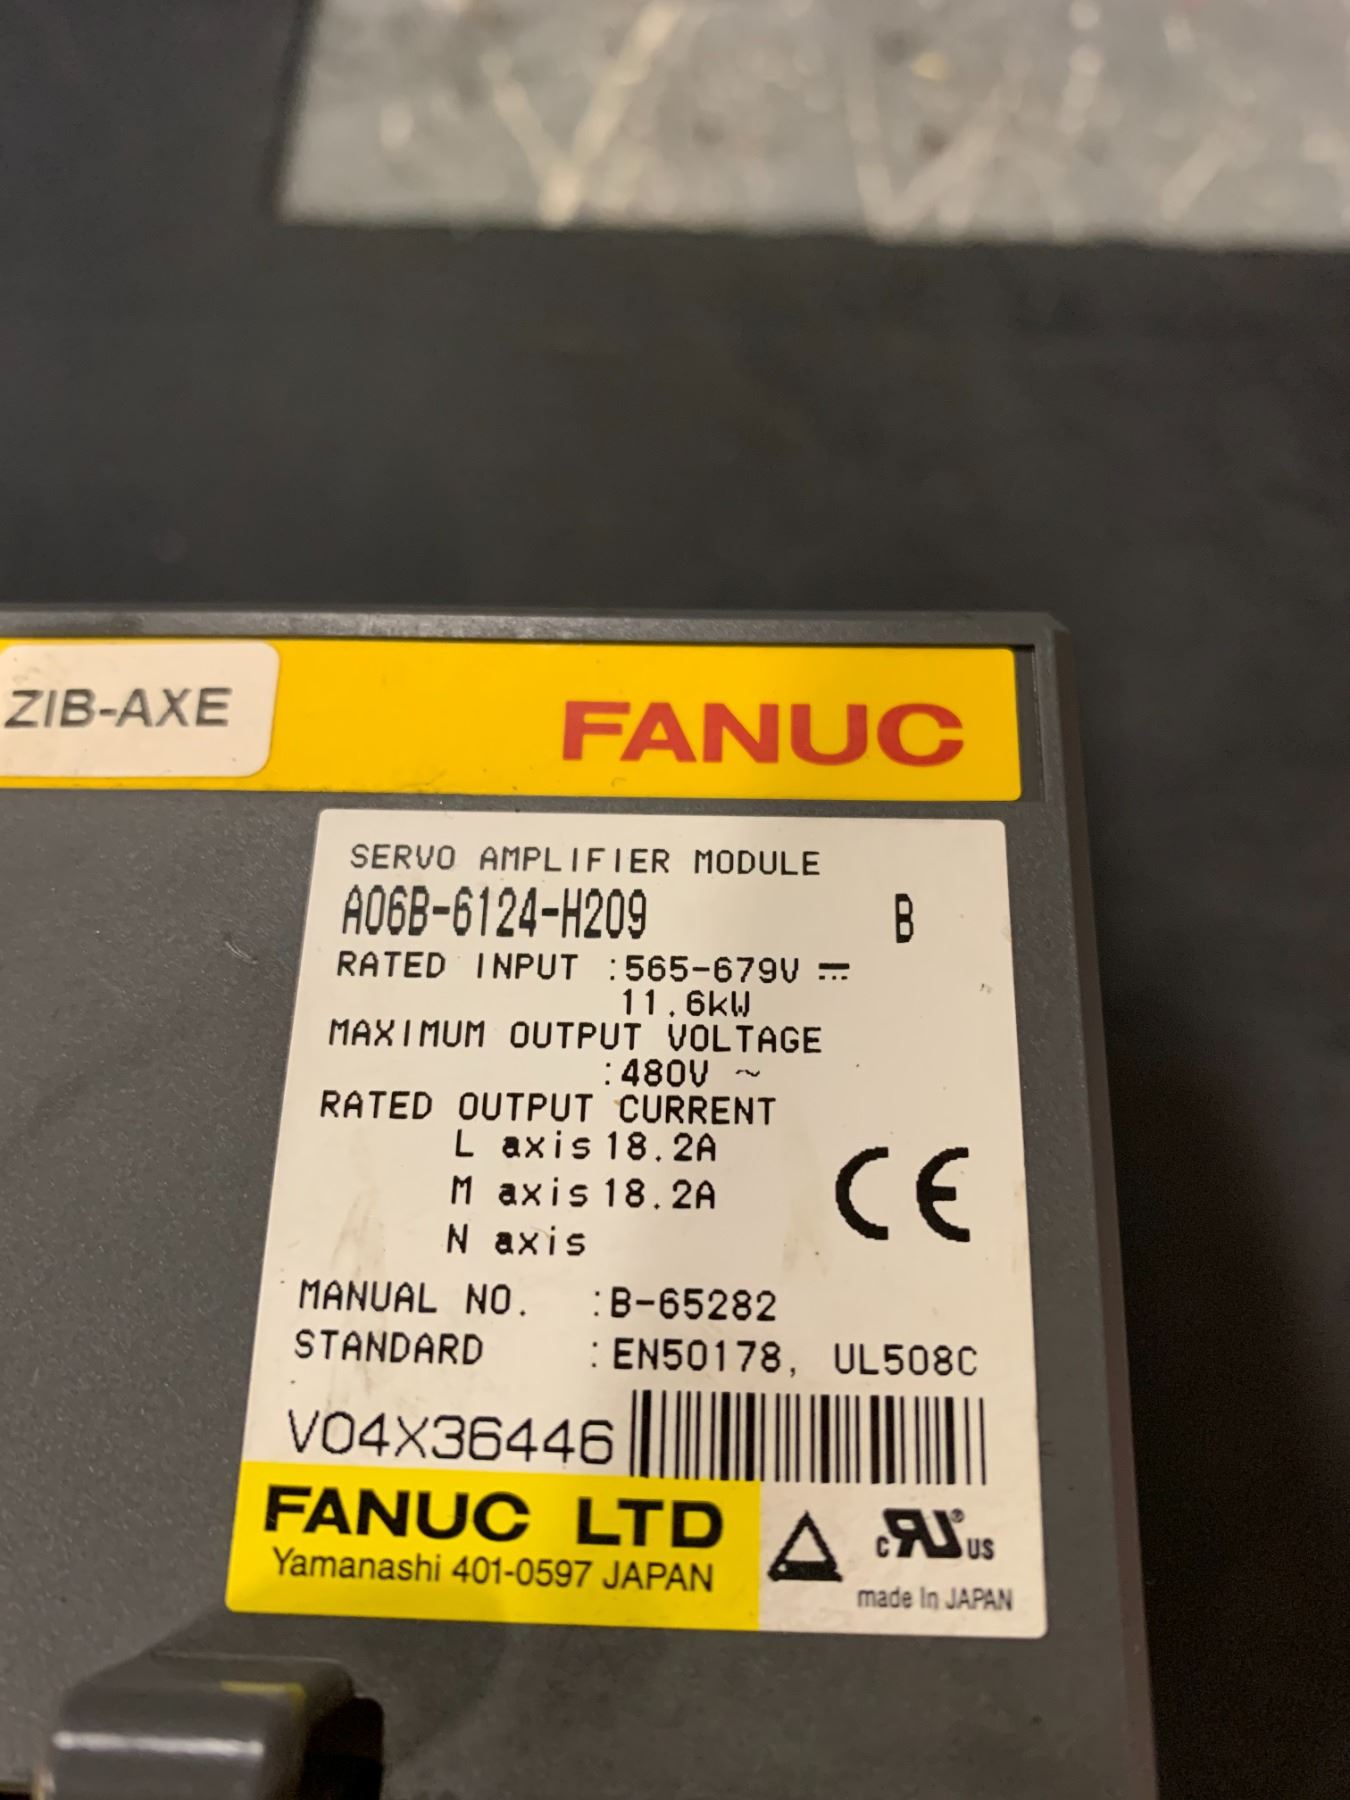 ZIB-AXE
FANUC
SERVO AMPLIFIER MODULE
A06B-6124-H209 B
RATED INPUT :565-679V ⎓
11.6kW
MAXIMUM OUTPUT VOLTAGE
:480V ~
RATED OUTPUT CURRENT
L axis 18.2A
M axis 18.2A
N axis
CE
MANUAL NO. :B-65282
STANDARD :EN50178, UL508C
V04X36446
FANUC LTD
Yamanashi 401-0597 JAPAN
c RU ® US
made In JAPAN